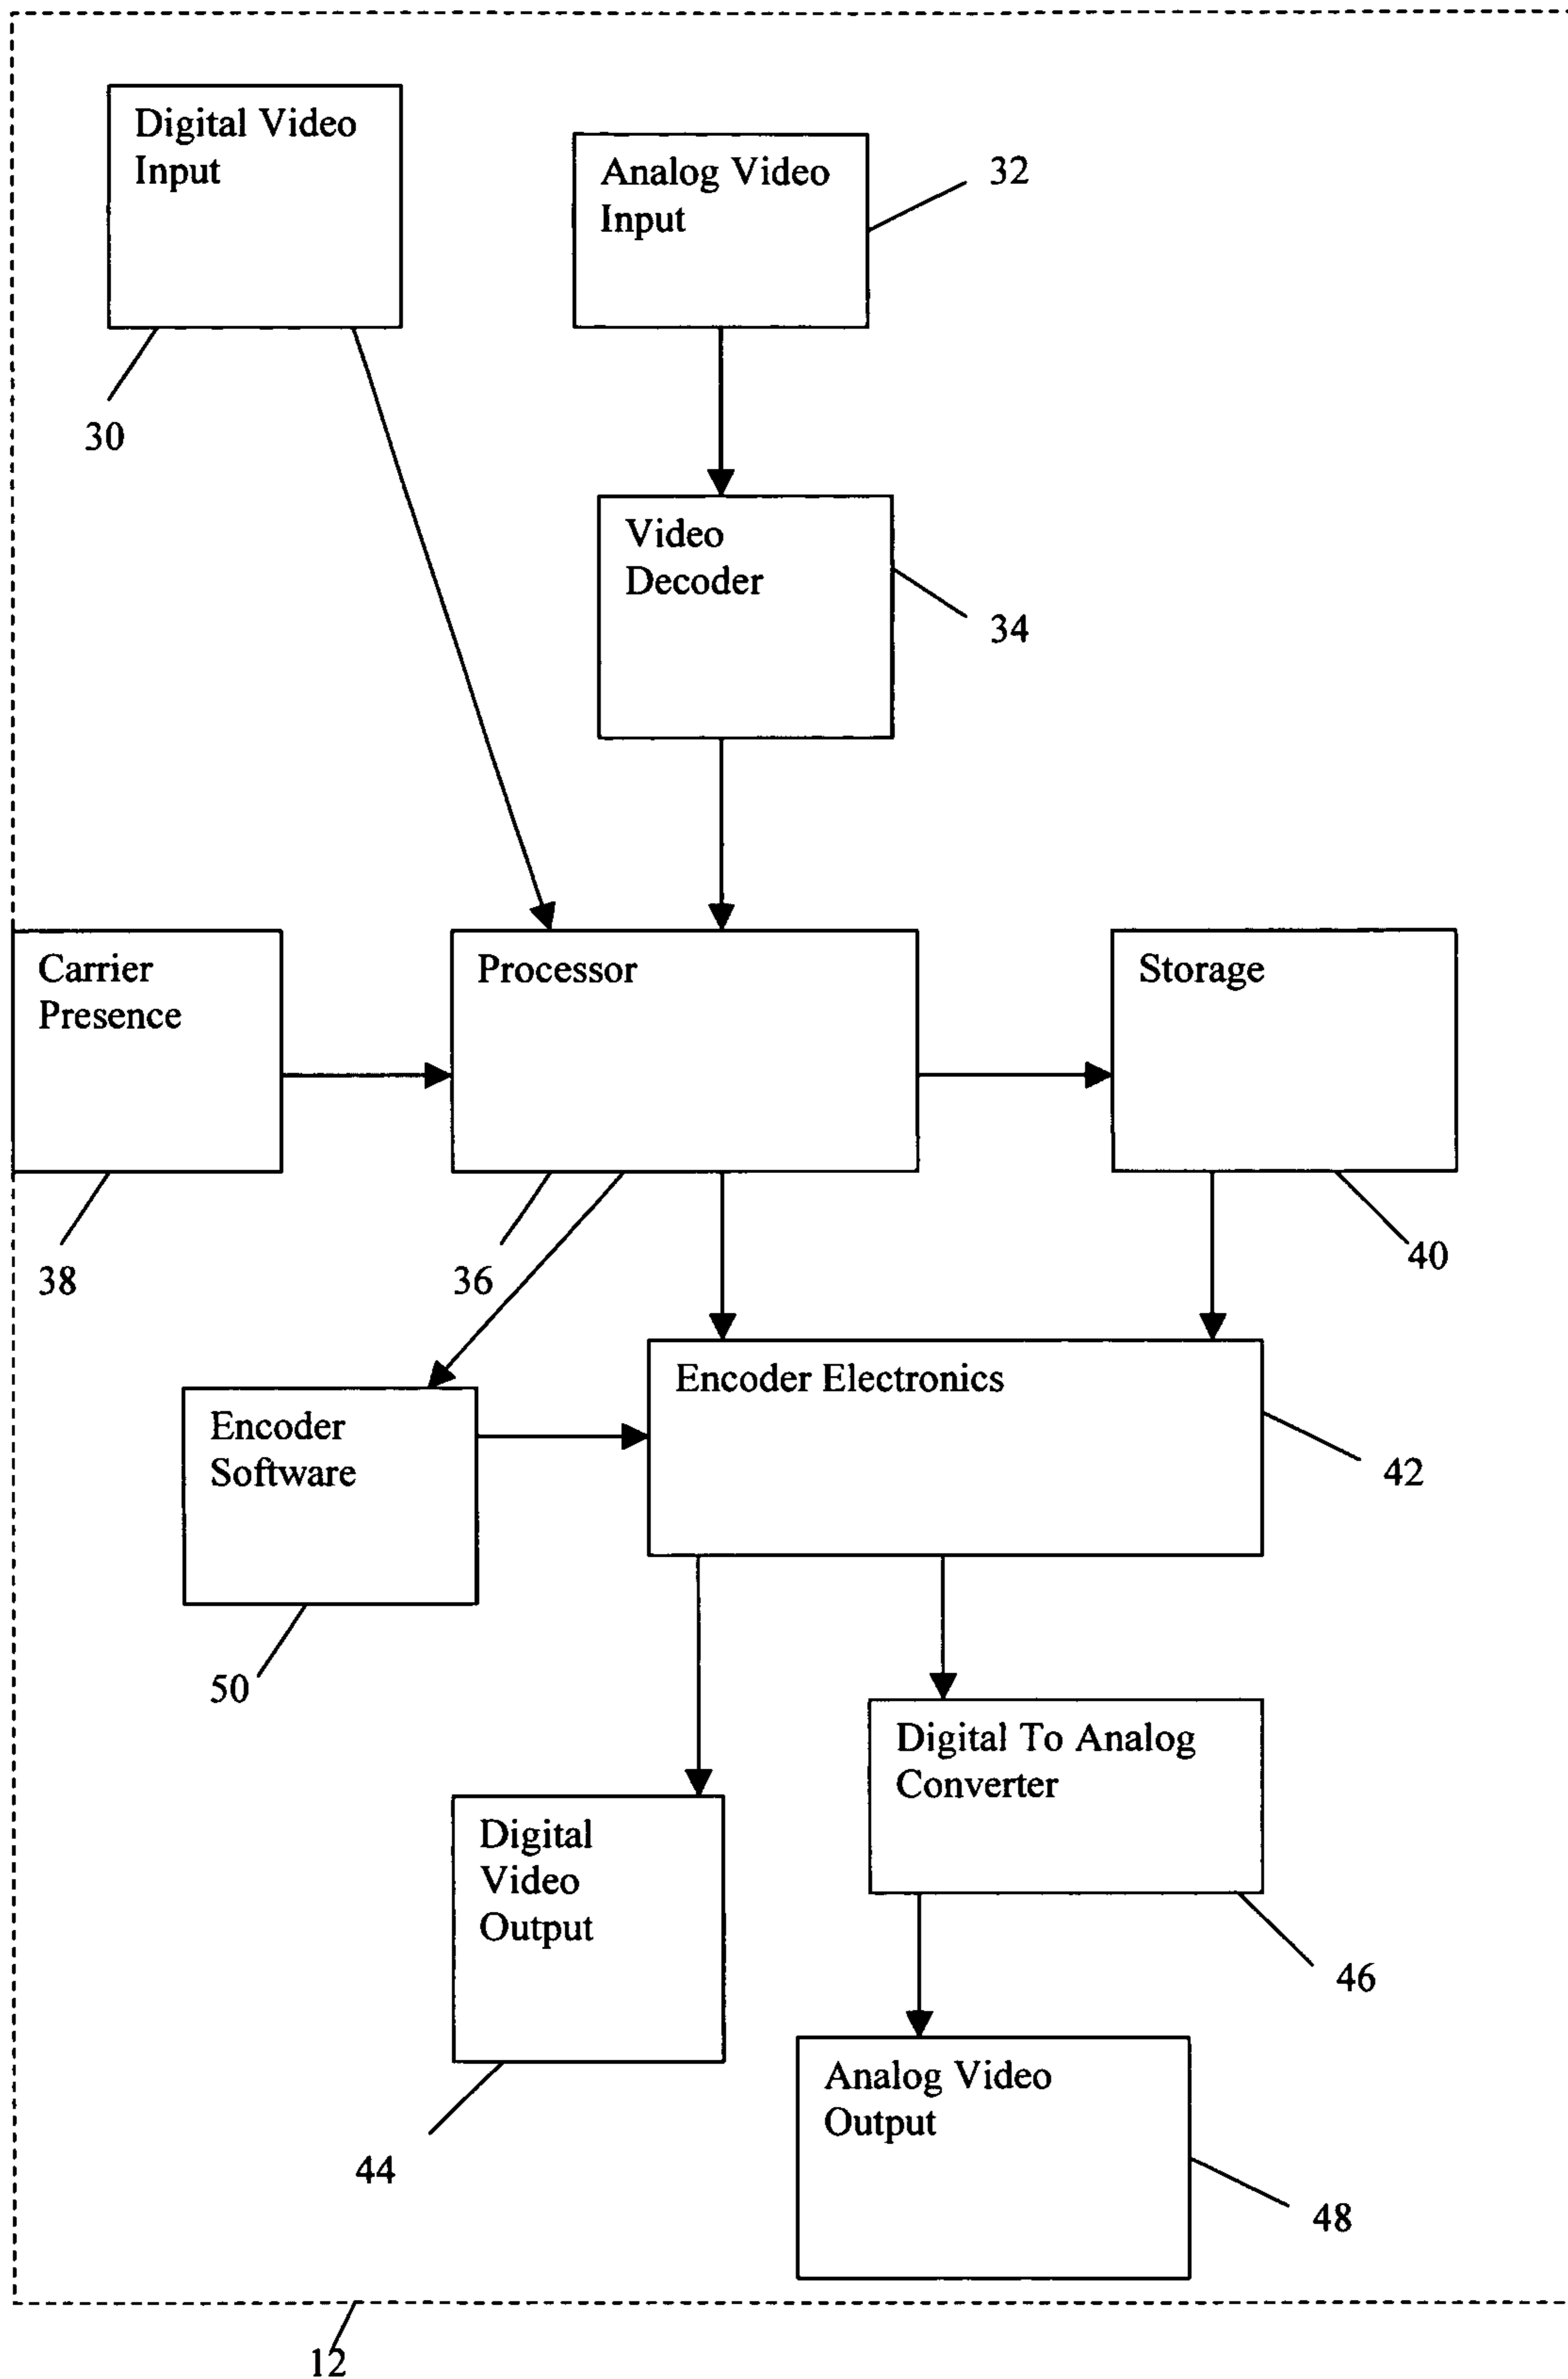 Digital Video
Input
Analog Video
Input
32
30
Video
Decoder
34
Carrier
Presence
Processor
Storage
38
36
40
Encoder Electronics
Encoder
Software
42
50
Digital To Analog
Converter
Digital
Video
Output
46
Analog Video
Output
44
48
12